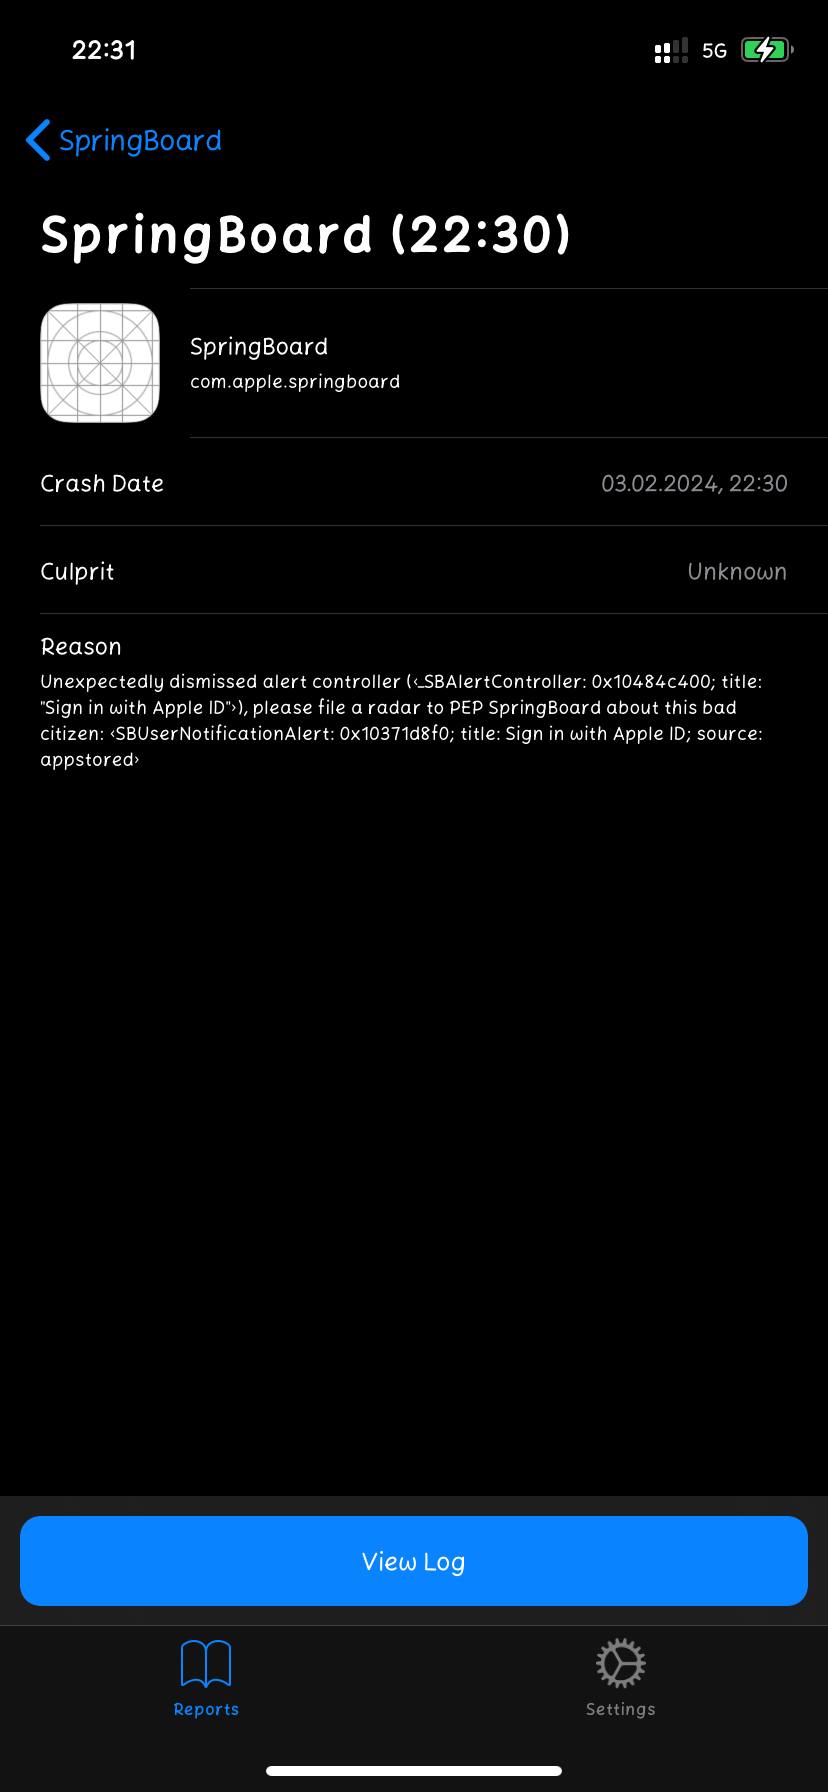 22:31
5G
SpringBoard
SpringBoard (22:30)
SpringBoard
com.apple.springboard
Crash Date
03.02.2024, 22:30
Culprit
Unknown
Reason
Unexpectedly dismissed alert controller (<_SBAlertController: 0x10484c400; title:
"Sign in with Apple ID">), please file a radar to PEP SpringBoard about this bad
citizen: <SBUserNotificationAlert: 0x10371d8f0; title: Sign in with Apple ID; source:
appstored>
View Log
Reports
Settings